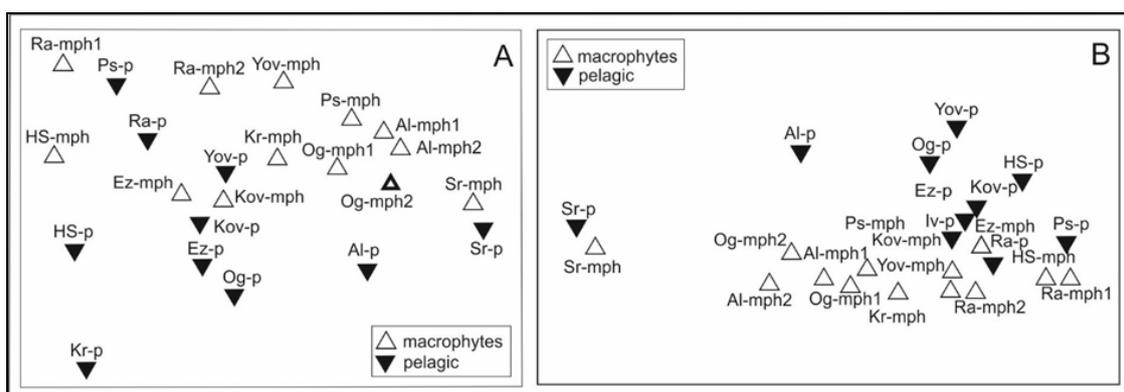 A
Ra-mph1
Ps-p
Ra-mph2
Yov-mph
Ps-mph
Ra-p
Al-mph1
HS-mph
Kr-mph
Al-mph2
Yov-p
Og-mph1
Ez-mph
Kov-mph
Og-mph2
Sr-mph
HS-p
Kov-p
Sr-p
Ez-p
Al-p
Og-p
Kr-p
macrophytes
pelagic
B
macrophytes
pelagic
Yov-p
Al-p
Og-p
HS-p
Ez-p
Kov-p
Sr-p
Ps-mph
Iv-p
Ez-mph
Ps-p
Og-mph2
Al-mph1
Kov-mph
Ra-p
Sr-mph
Yov-mph
HS-mph
Al-mph2
Og-mph1
Kr-mph
Ra-mph2
Ra-mph1